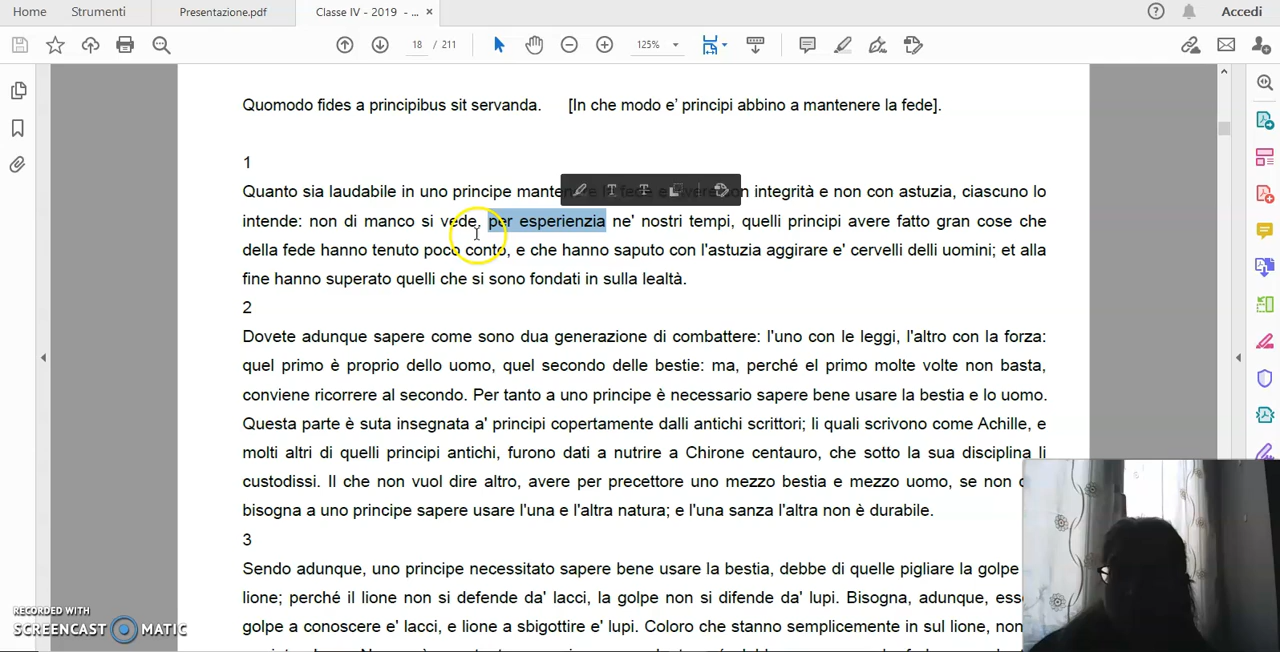 Home Strumenti Presentazione.pdf Classe IV - 2019 - ... × Accedi
18 / 211 125%
Quomodo fides a principibus sit servanda. [In che modo e' principi abbino a mantenere la fede].
1
Quanto sia laudabile in uno principe integrità e non con astuzia, ciascuno lo
intende: non di manco si vede, per esperienzia ne' nostri tempi, quelli principi avere fatto gran cose che
della fede hanno tenuto poco conto, e che hanno saputo con l'astuzia aggirare e' cervelli delli uomini; et alla
fine hanno superato quelli che si sono fondati in sulla lealtà.
2
Dovete adunque sapere come sono dua generazione di combattere: l'uno con le leggi, l'altro con la forza:
quel primo è proprio dello uomo, quel secondo delle bestie: ma, perché el primo molte volte non basta,
conviene ricorrere al secondo. Per tanto a uno principe è necessario sapere bene usare la bestia e lo uomo.
Questa parte è suta insegnata a' principi copertamente dalli antichi scrittori; li quali scrivono come Achille, e
molti altri di quelli principi antichi, furono dati a nutrire a Chirone centauro, che sotto la sua disciplina li
custodissi. Il che non vuol dire altro, avere per precettore uno mezzo bestia e mezzo uomo, se non
bisogna a uno principe sapere usare l'una e l'altra natura; e l'una sanza l'altra non è durabile.
3
Sendo adunque, uno principe necessitato sapere bene usare la bestia, debbe di quelle pigliare la golpe
lione; perché il lione non si defende da' lacci, la golpe non si difende da' lupi. Bisogna, adunque,
golpe a conoscere e' lacci, e lione a sbigottire e' lupi. Coloro che stanno semplicemente in sul lione, non
RECORDED WITH
SCREENCAST MATIC